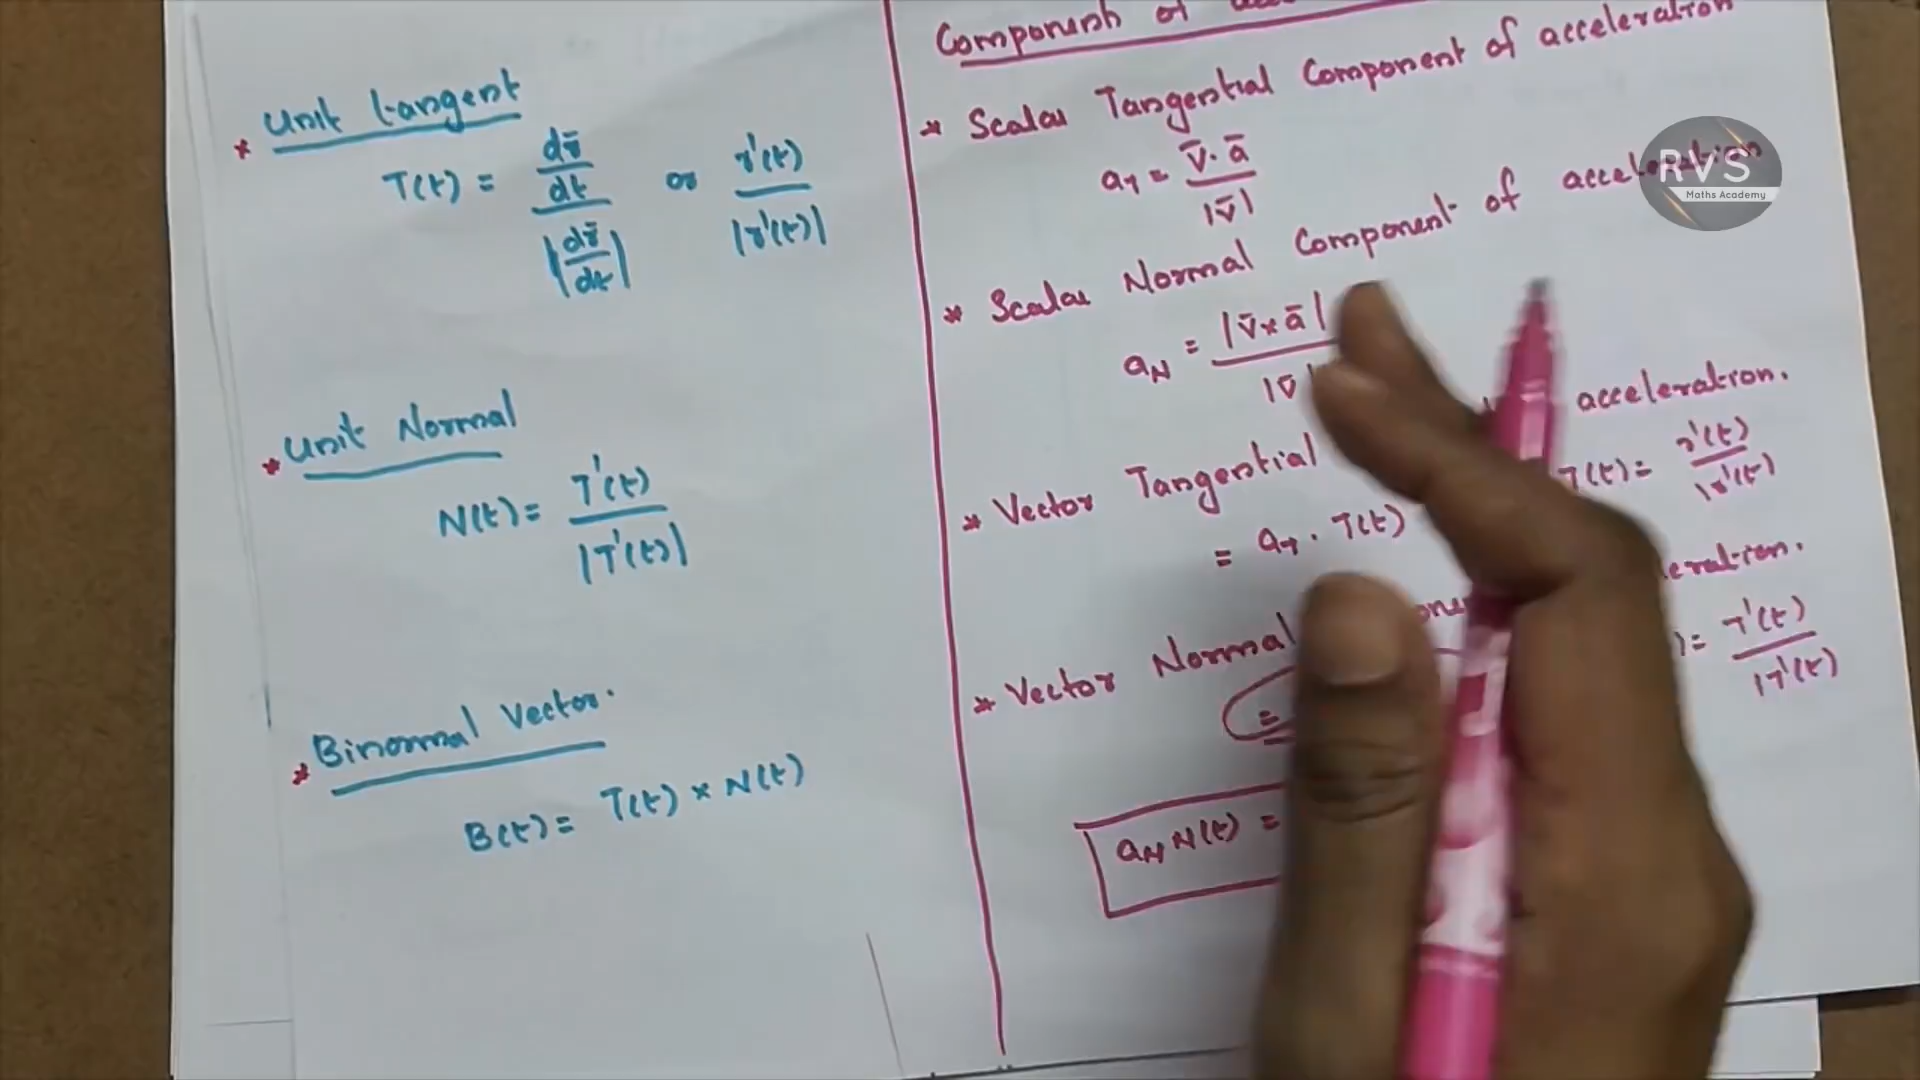 * Unit tangent
T(t) = dr̄/dt / |dr̄/dt| or r'(t) / |r'(t)|
* Unit Normal
N(t) = T'(t) / |T'(t)|
* Binormal Vector.
B(t) = T(t) × N(t)
Components of
* Scalar Tangential Component of acceleration
a_T = v̄ · ā / |v̄|
* Scalar Normal Component of acceleration
a_N = |v̄ × ā| / |v̄|
* Vector Tangential acceleration.
= a_T . T(t) T(t) = r'(t) / |r'(t)|
* Vector Normal
= T'(t) / |T'(t)|
a_N N(t) =
RVS
Maths Academy